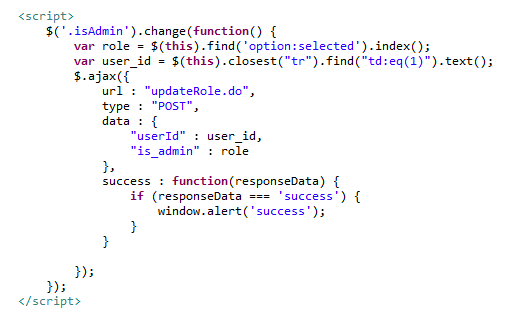 <script>
    $('.isAdmin').change(function() {
        var role = $(this).find('option:selected').index();
        var user_id = $(this).closest("tr").find("td:eq(1)").text();
        $.ajax({
            url : "updateRole.do",
            type : "POST",
            data : {
                "userId" : user_id,
                "is_admin" : role
            },
            success : function(responseData) {
                if (responseData === 'success') {
                    window.alert('success');
                }
            }

        });
    });
</script>